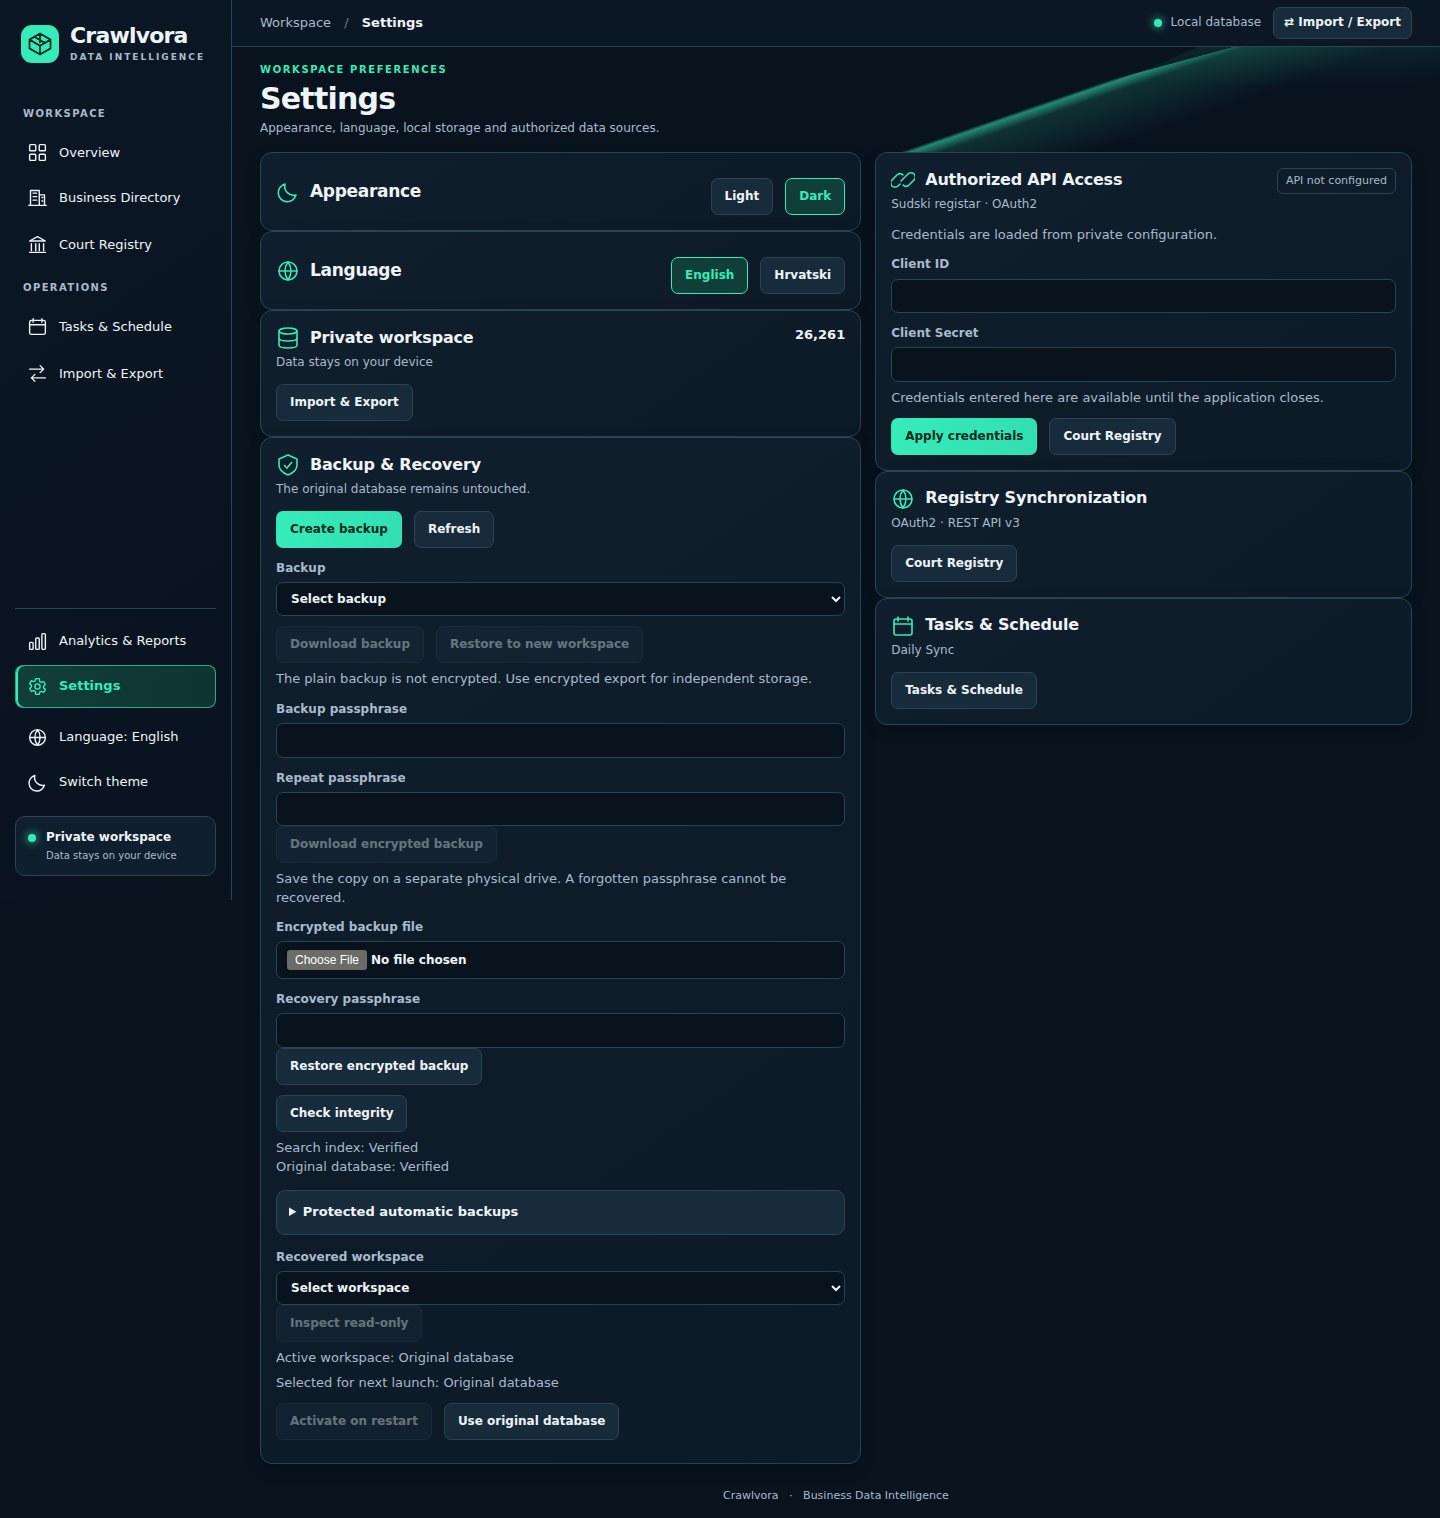 Crawlvora
DATA INTELLIGENCE
WORKSPACE
Overview
Business Directory
Court Registry
OPERATIONS
Tasks & Schedule
Import & Export
Analytics & Reports
Settings
Language: English
Switch theme
Private workspace
Data stays on your device
Workspace / Settings
Local database
⇄ Import / Export
WORKSPACE PREFERENCES
Settings
Appearance, language, local storage and authorized data sources.
Appearance
Light
Dark
Language
English
Hrvatski
Private workspace
26,261
Data stays on your device
Import & Export
Backup & Recovery
The original database remains untouched.
Create backup
Refresh
Backup
Select backup
Download backup
Restore to new workspace
The plain backup is not encrypted. Use encrypted export for independent storage.
Backup passphrase
Repeat passphrase
Download encrypted backup
Save the copy on a separate physical drive. A forgotten passphrase cannot be
recovered.
Encrypted backup file
Choose File No file chosen
Recovery passphrase
Restore encrypted backup
Check integrity
Search index: Verified
Original database: Verified
▶ Protected automatic backups
Recovered workspace
Select workspace
Inspect read-only
Active workspace: Original database
Selected for next launch: Original database
Activate on restart
Use original database
Authorized API Access
API not configured
Sudski registar · OAuth2
Credentials are loaded from private configuration.
Client ID
Client Secret
Credentials entered here are available until the application closes.
Apply credentials
Court Registry
Registry Synchronization
OAuth2 · REST API v3
Court Registry
Tasks & Schedule
Daily Sync
Tasks & Schedule
Crawlvora · Business Data Intelligence